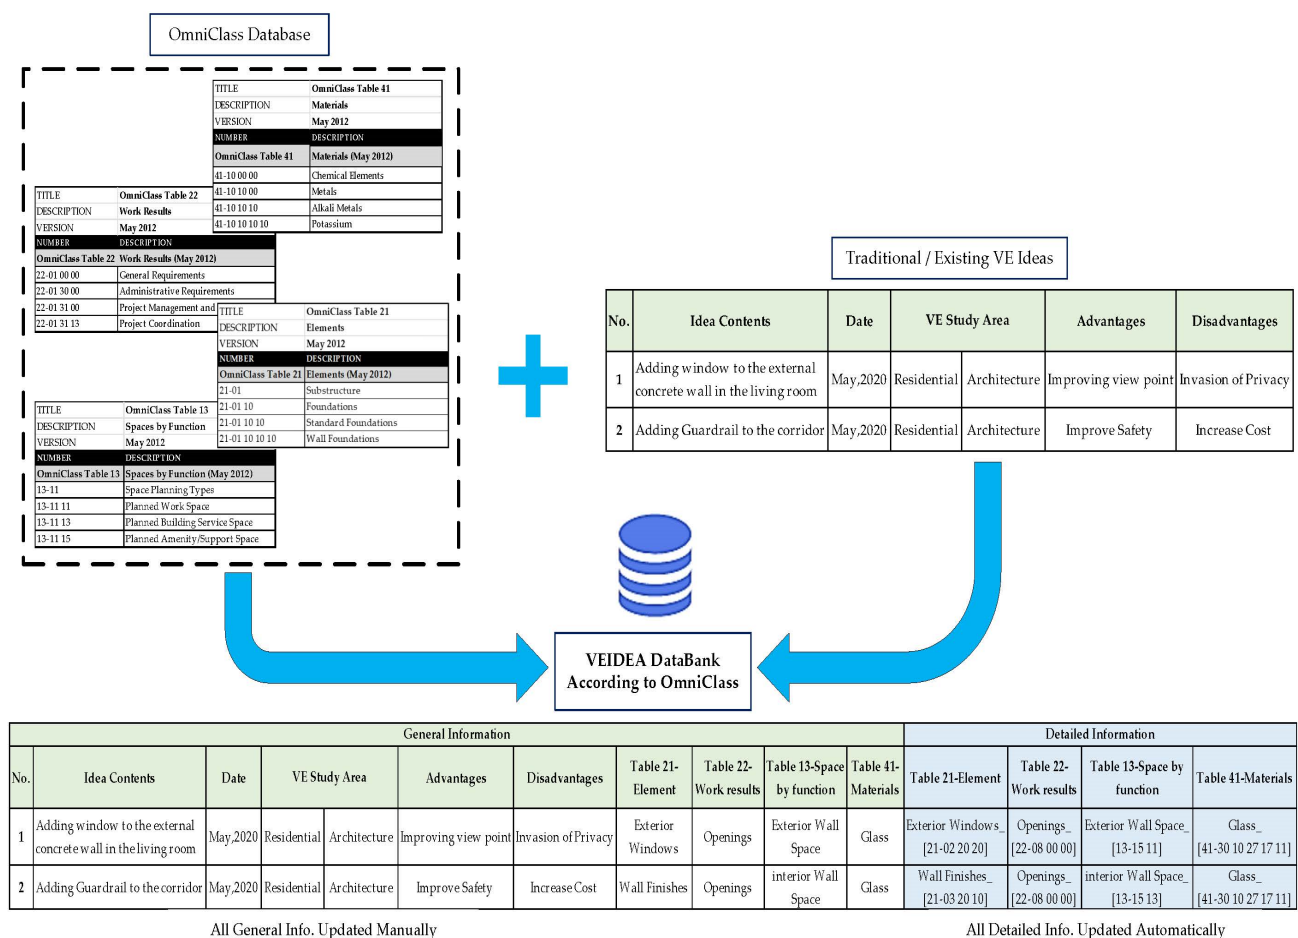 OmniClass Database
TITLE OmniClass Table 41
DESCRIPTION Materials
VERSION May 2012
NUMBER DESCRIPTION
OmniClass Table 41 Materials (May 2012)
41-10 00 00 Chemical Elements
41-10 10 00 Metals
41-10 10 10 Alkali Metals
41-10 10 10 10 Potassium
TITLE OmniClass Table 22
DESCRIPTION Work Results
VERSION May 2012
NUMBER DESCRIPTION
OmniClass Table 22 Work Results (May 2012)
22-01 00 00 General Requirements
22-01 30 00 Administrative Requirements
22-01 31 00 Project Management and
22-01 31 13 Project Coordination
TITLE OmniClass Table 21
DESCRIPTION Elements
VERSION May 2012
NUMBER DESCRIPTION
OmniClass Table 21 Elements (May 2012)
21-01 Substructure
21-01 10 Foundations
21-01 10 10 Standard Foundations
21-01 10 10 10 Wall Foundations
TITLE OmniClass Table 13
DESCRIPTION Spaces by Function
VERSION May 2012
NUMBER DESCRIPTION
OmniClass Table 13 Spaces by Function (May 2012)
13-11 Space Planning Types
13-11 11 Planned Work Space
13-11 13 Planned Building Service Space
13-11 15 Planned Amenity/Support Space
Traditional / Existing VE Ideas
No. Idea Contents Date VE Study Area Advantages Disadvantages
1 Adding window to the external concrete wall in the living room May,2020 Residential Architecture Improving view point Invasion of Privacy
2 Adding Guardrail to the corridor May,2020 Residential Architecture Improve Safety Increase Cost
VEIDEA DataBank
According to OmniClass
General Information Detailed Information
No. Idea Contents Date VE Study Area Advantages Disadvantages Table 21-Element Table 22-Work results Table 13-Space by function Table 41-Materials Table 21-Element Table 22-Work results Table 13-Space by function Table 41-Materials
1 Adding window to the external concrete wall in the living room May,2020 Residential Architecture Improving view point Invasion of Privacy Exterior Windows Openings Exterior Wall Space Glass Exterior Windows_ [21-02 20 20] Openings_ [22-08 00 00] Exterior Wall Space_ [13-15 11] Glass_ [41-30 10 27 17 11]
2 Adding Guardrail to the corridor May,2020 Residential Architecture Improve Safety Increase Cost Wall Finishes Openings interior Wall Space Glass Wall Finishes_ [21-03 20 10] Openings_ [22-08 00 00] interior Wall Space_ [13-15 13] Glass_ [41-30 10 27 17 11]
All General Info. Updated Manually
All Detailed Info. Updated Automatically